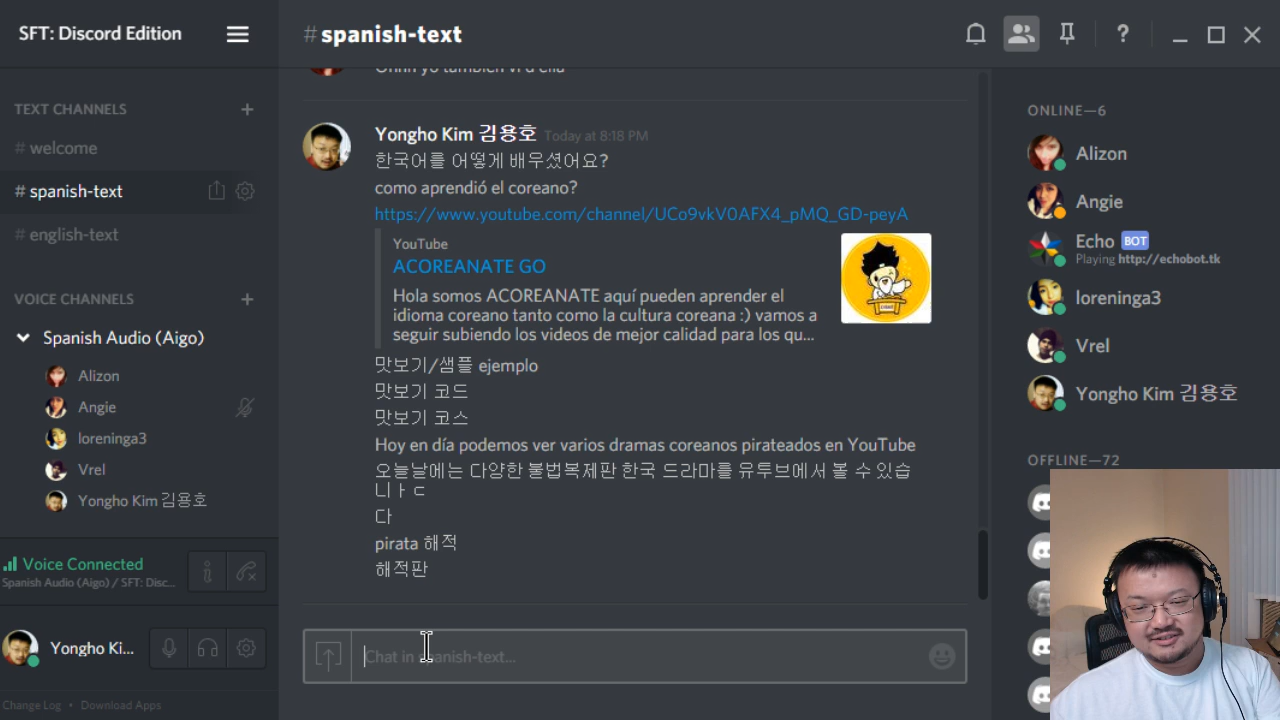 SFT: Discord Edition
# spanish-text
TEXT CHANNELS
# welcome
# spanish-text
# english-text
VOICE CHANNELS
Spanish Audio (Aigo)
Alizon
Angie
loreninga3
Vrel
Yongho Kim 김용호
Voice Connected
Spanish Audio (Aigo) / SFT: Disc...
Yongho Ki...
Change Log • Download Apps
Ohhh yo también vi a ella
Yongho Kim 김용호 Today at 8:18 PM
한국어를 어떻게 배우셨어요?
como aprendió el coreano?
https://www.youtube.com/channel/UCo9vkV0AFX4_pMQ_GD-peyA
YouTube
ACOREANATE GO
Hola somos ACOREANATE aquí pueden aprender el
idioma coreano tanto como la cultura coreana :) vamos a
seguir subiendo los videos de mejor calidad para los qu...
맛보기/샘플 ejemplo
맛보기 코드
맛보기 코스
Hoy en día podemos ver varios dramas coreanos pirateados en YouTube
오늘날에는 다양한 불법복제판 한국 드라마를 유투브에서 볼 수 있습
니ㅏㄷ
다
pirata 해적
해적판
Chat in spanish-text...
ONLINE—6
Alizon
Angie
Echo BOT
Playing http://echobot.tk
loreninga3
Vrel
Yongho Kim 김용호
OFFLINE—72